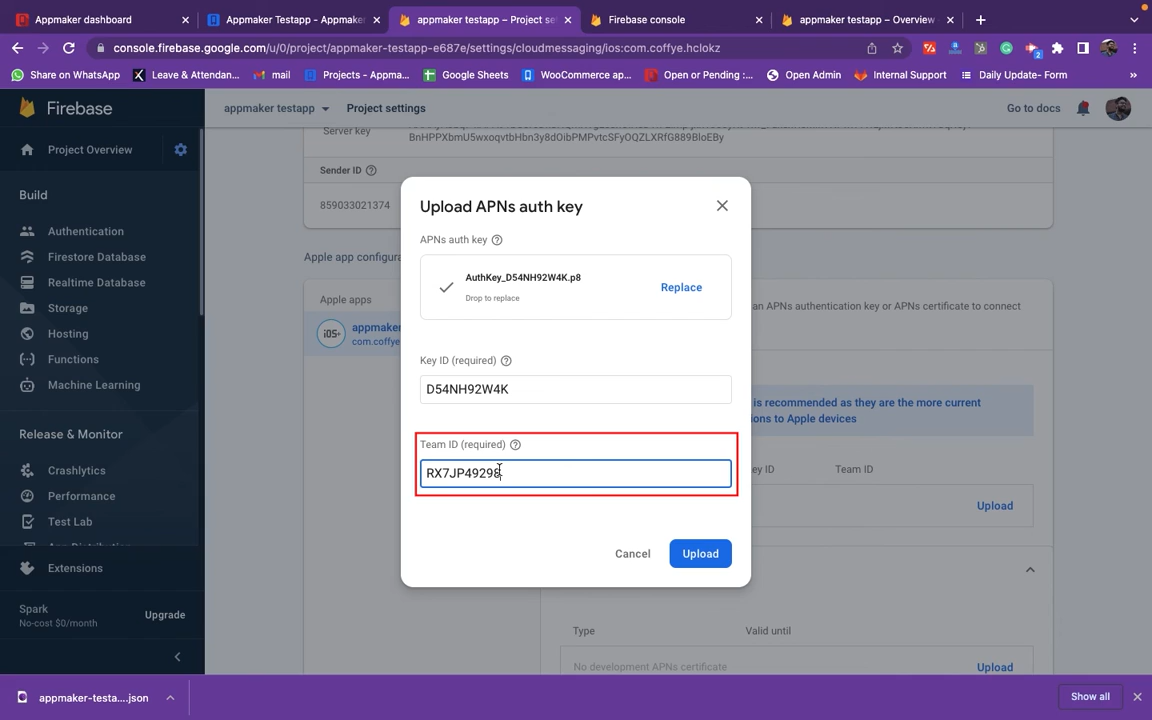 Appmaker dashboard
Appmaker Testapp - Appmaker
appmaker testapp – Project se
Firebase console
appmaker testapp – Overview
console.firebase.google.com/u/0/project/appmaker-testapp-e687e/settings/cloudmessaging/ios:com.coffye.hclokz
2
Share on WhatsApp
Leave & Attendan...
mail
Projects - Appma...
Google Sheets
WooCommerce ap...
Open or Pending :...
Open Admin
Internal Support
Daily Update- Form
Firebase
appmaker testapp
Project settings
Go to docs
Server key
Project Overview
Sender ID
859033021374
Build
Authentication
Firestore Database
Realtime Database
Storage
Hosting
Functions
Machine Learning
Release & Monitor
Crashlytics
Performance
Test Lab
Extensions
Spark
No-cost $0/month
Upgrade
Apple app configura
Apple apps
iOS+
appmaker
com.coffye
an APNs authentication key or APNs certificate to connect
is recommended as they are the more current
ions to Apple devices
ey ID
Team ID
Upload
Type
Valid until
No development APNs certificate
Upload
Upload APNs auth key
APNs auth key
AuthKey_D54NH92W4K.p8
Drop to replace
Replace
Key ID (required)
D54NH92W4K
Team ID (required)
RX7JP49298
Cancel
Upload
appmaker-testa....json
Show all